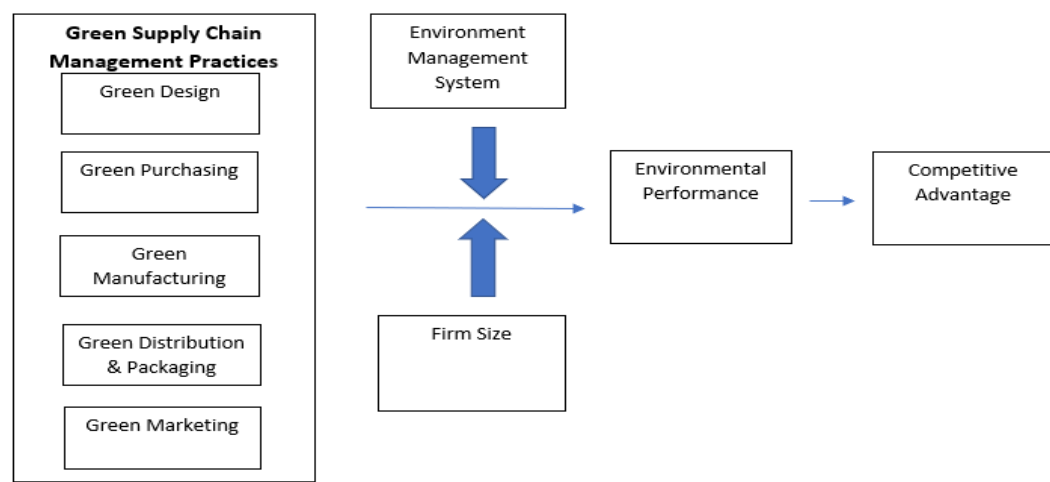 Green Supply Chain
Management Practices
Green Design
Green Purchasing
Green
Manufacturing
Green Distribution
& Packaging
Green Marketing
Environment
Management
System
Firm Size
Environmental
Performance
Competitive
Advantage